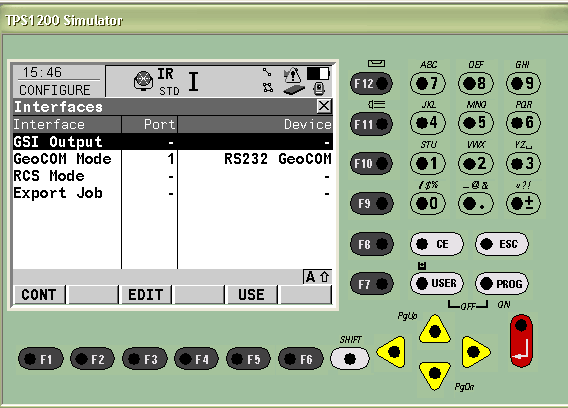 TPS1200 Simulator
15:46
CONFIGURE
IR
STD
I
Interfaces
Interface Port Device
GSI Output - -
GeoCOM Mode 1 RS232 GeoCOM
RCS Mode - -
Export Job - -
A
CONT EDIT USE
F12
F11
F10
F9
F8
F7
ABC DEF GHI
7 8 9
JKL MNO PQR
4 5 6
STU VWX YZ
1 2 3
/$% _@& *?!
0 . ±
CE ESC
USER PROG
OFF ON
PgUp
SHIFT
F1 F2 F3 F4 F5 F6
PgDn